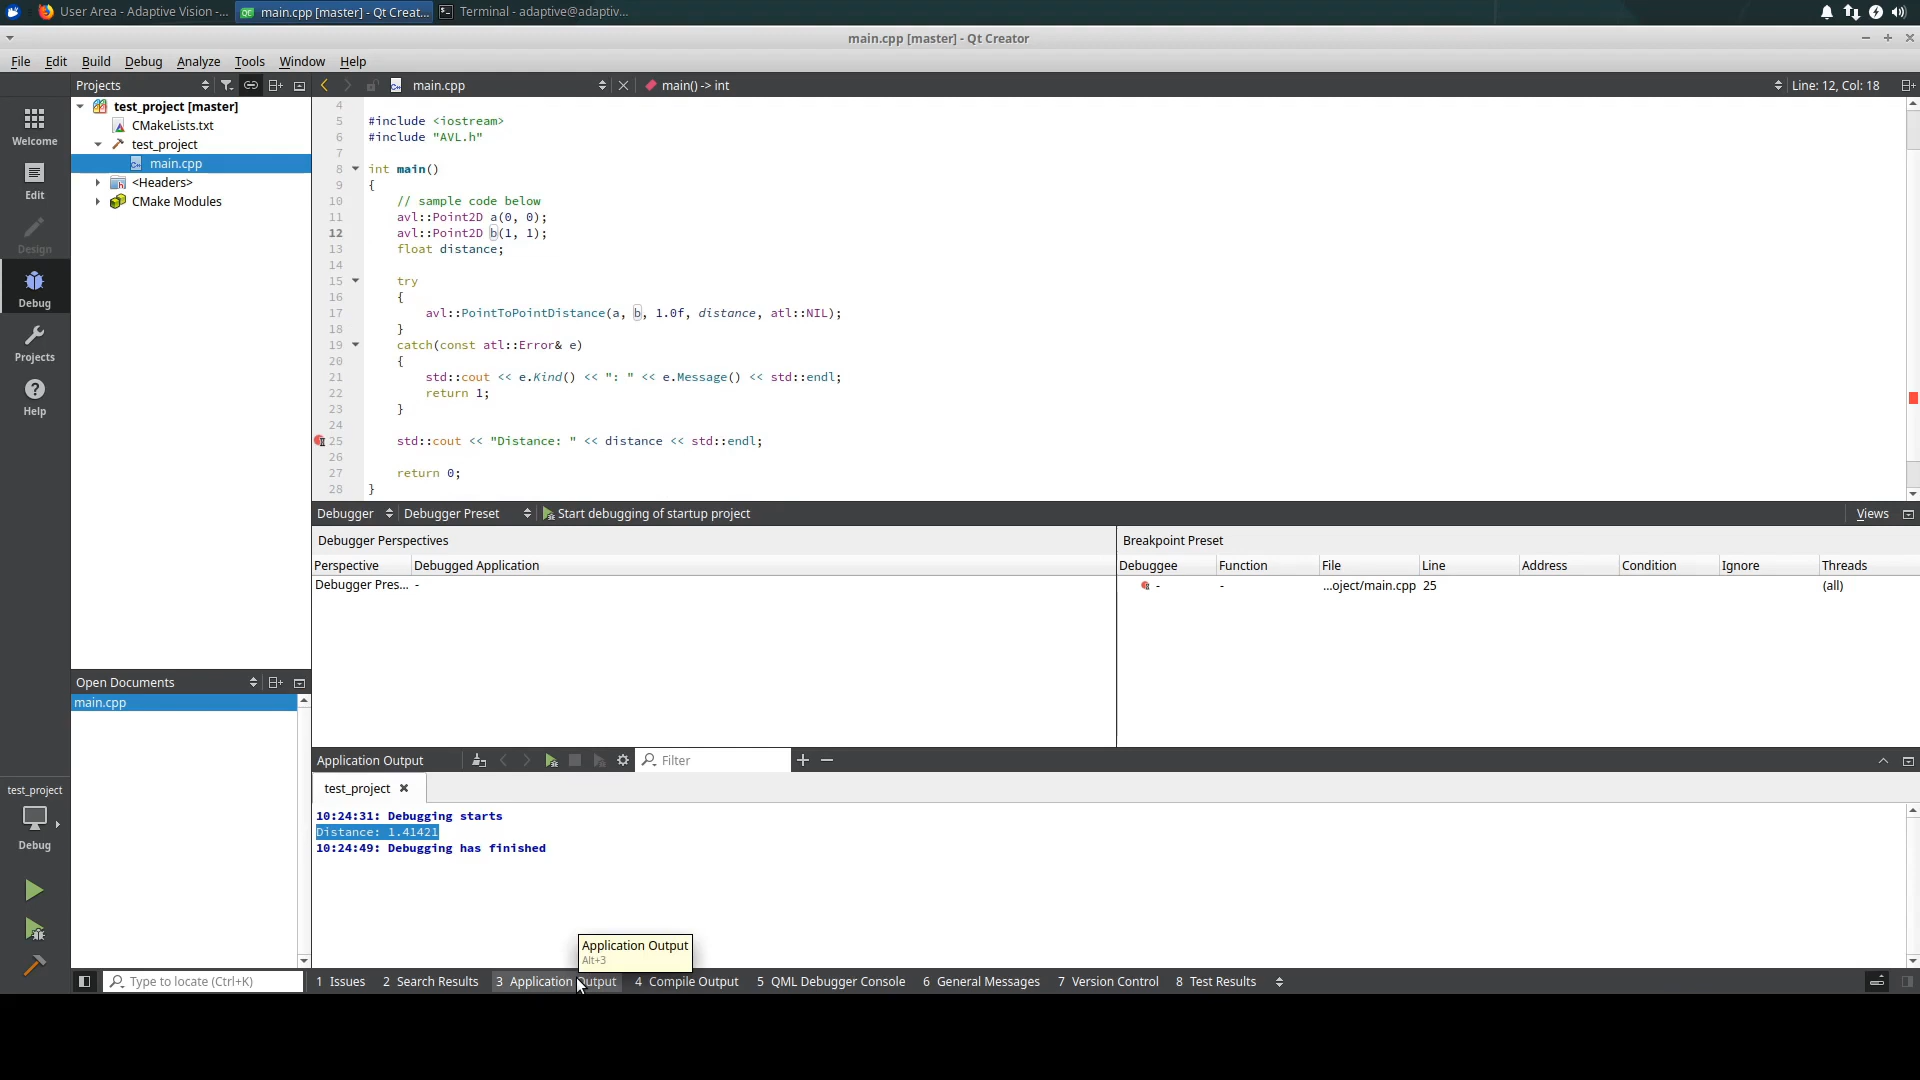 User Area - Adaptive Vision -...
main.cpp [master] - Qt Creat...
Terminal - adaptive@adaptiv...
main.cpp [master] - Qt Creator
File Edit Build Debug Analyze Tools Window Help
Projects
main.cpp
main() -> int
Line: 12, Col: 18
Welcome
Edit
Design
Debug
Projects
Help
test_project [master]
CMakeLists.txt
test_project
main.cpp
<Headers>
CMake Modules
4
5 #include <iostream>
6 #include "AVL.h"
7
8 int main()
9 {
10 // sample code below
11 avl::Point2D a(0, 0);
12 avl::Point2D b(1, 1);
13 float distance;
14
15 try
16 {
17 avl::PointToPointDistance(a, b, 1.0f, distance, atl::NIL);
18 }
19 catch(const atl::Error& e)
20 {
21 std::cout << e.Kind() << ": " << e.Message() << std::endl;
22 return 1;
23 }
24
25 std::cout << "Distance: " << distance << std::endl;
26
27 return 0;
28 }
Debugger Debugger Preset Start debugging of startup project Views
Debugger Perspectives
Perspective Debugged Application
Debugger Pres... -
Breakpoint Preset
Debuggee Function File Line Address Condition Ignore Threads
- - ...oject/main.cpp 25 (all)
Open Documents
main.cpp
Application Output Filter
test_project
10:24:31: Debugging starts
Distance: 1.41421
10:24:49: Debugging has finished
test_project
Debug
Application Output
Alt+3
Type to locate (Ctrl+K)
1 Issues 2 Search Results 3 Application Output 4 Compile Output 5 QML Debugger Console 6 General Messages 7 Version Control 8 Test Results